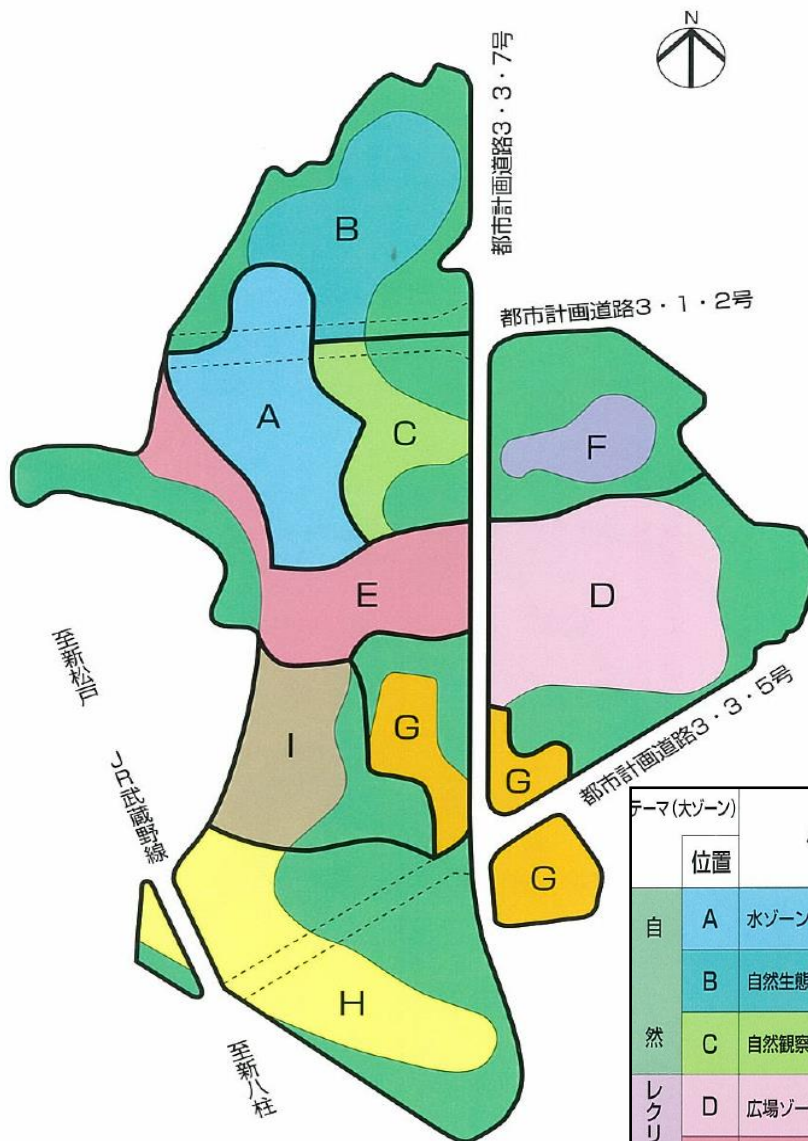 N
都市計画道路3・3・7号
都市計画道路3・1・2号
B
A
C
F
E
D
至新松戸
I
G
G
都市計画道路3・3・5号
JR武蔵野線
G
H
至新八柱
テーマ(大ゾーン)
位置
自然
A 水ゾーン
B 自然生態
C 自然観察
レクリ
D 広場ゾー